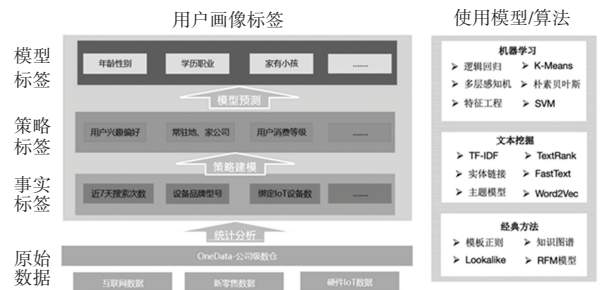 用户画像标签
使用模型/算法
模型
标签
年龄性别
学历职业
家有小孩
……
模型预测
策略
标签
用户兴趣偏好
常驻地、家公司
用户消费等级
……
策略建模
事实
标签
近7天搜索次数
设备品牌型号
绑定IoT设备数
……
统计分析
原始
数据
OneData-公司级数仓
互联网数据
新零售数据
硬件IoT数据
机器学习
➢ 逻辑回归 ➢ K-Means
➢ 多层感知机 ➢ 朴素贝叶斯
➢ 特征工程 ➢ SVM
文本挖掘
➢ TF-IDF ➢ TextRank
➢ 实体链接 ➢ FastText
➢ 主题模型 ➢ Word2Vec
经典方法
➢ 模板正则 ➢ 知识图谱
➢ Lookalike ➢ RFM模型